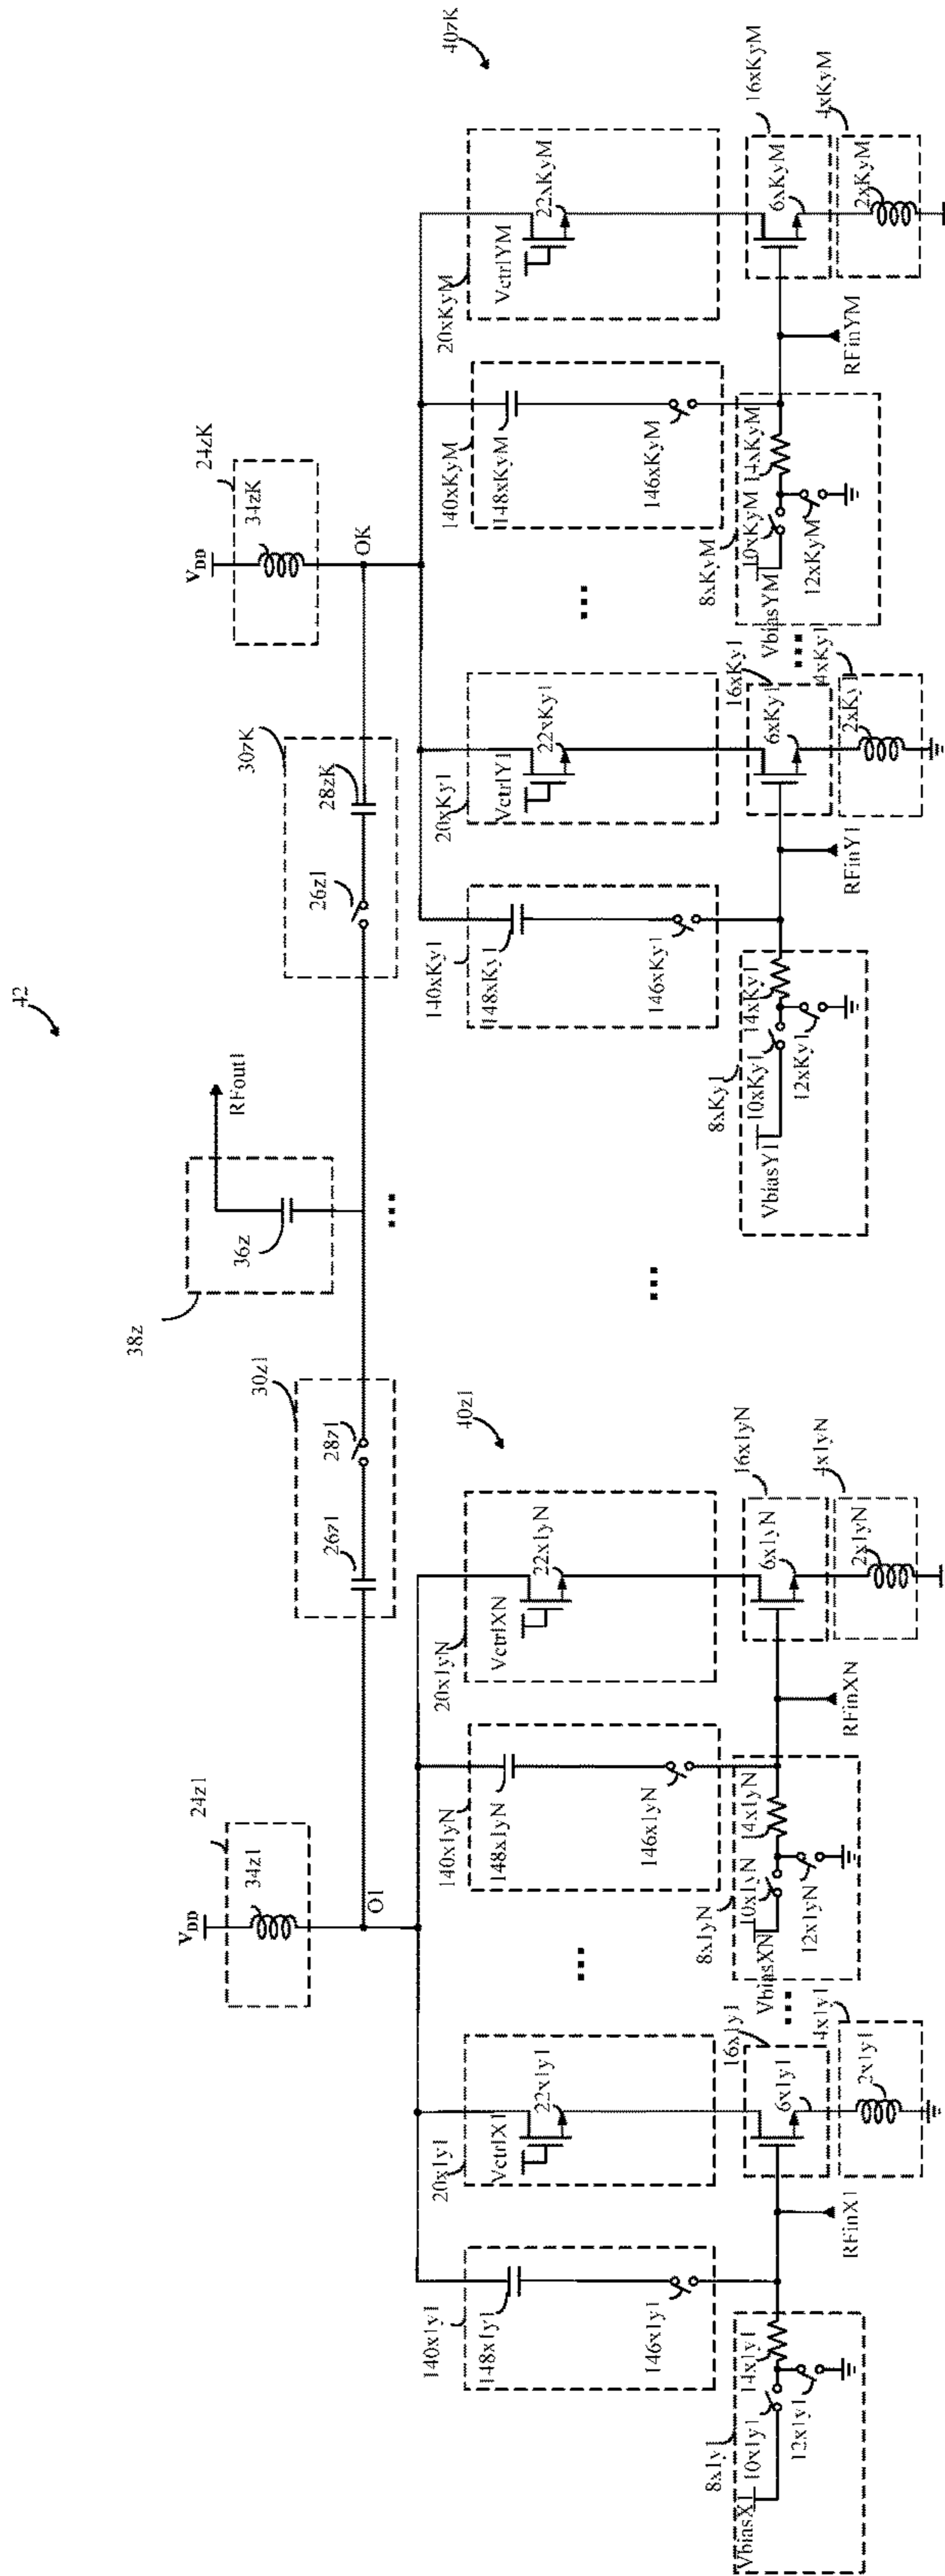 42
38z
36z
RFout1
24z1
VDD
34z1
O1
30z1
26z1
28z1
30zK
26z1
28zK
24zK
VDD
34zK
OK
40z1
140x1y1
148x1y1
146x1y1
20x1y1
VctrlX1
22x1y1
8x1y1
VbiasX1
10x1y1
12x1y1
14x1y1
RFinX1
16x1y1
6x1y1
4x1y1
2x1y1
...
140x1yN
148x1yN
146x1yN
20x1yN
VctrlXN
22x1yN
8x1yN
VbiasXN
10x1yN
12x1yN
14x1yN
RFinXN
16x1yN
6x1yN
4x1yN
2x1yN
...
40zK
140xKy1
148xKy1
146xKy1
20xKy1
VctrlY1
22xKy1
8xKy1
VbiasY1
10xKy1
12xKy1
14xKy1
RFinY1
16xKy1
6xKy1
4xKy1
2xKy1
...
140xKyM
148xKyM
146xKyM
20xKyM
VctrlYM
22xKyM
8xKyM
VbiasYM
10xKyM
12xKyM
14xKyM
RFinYM
16xKyM
6xKyM
4xKyM
2xKyM